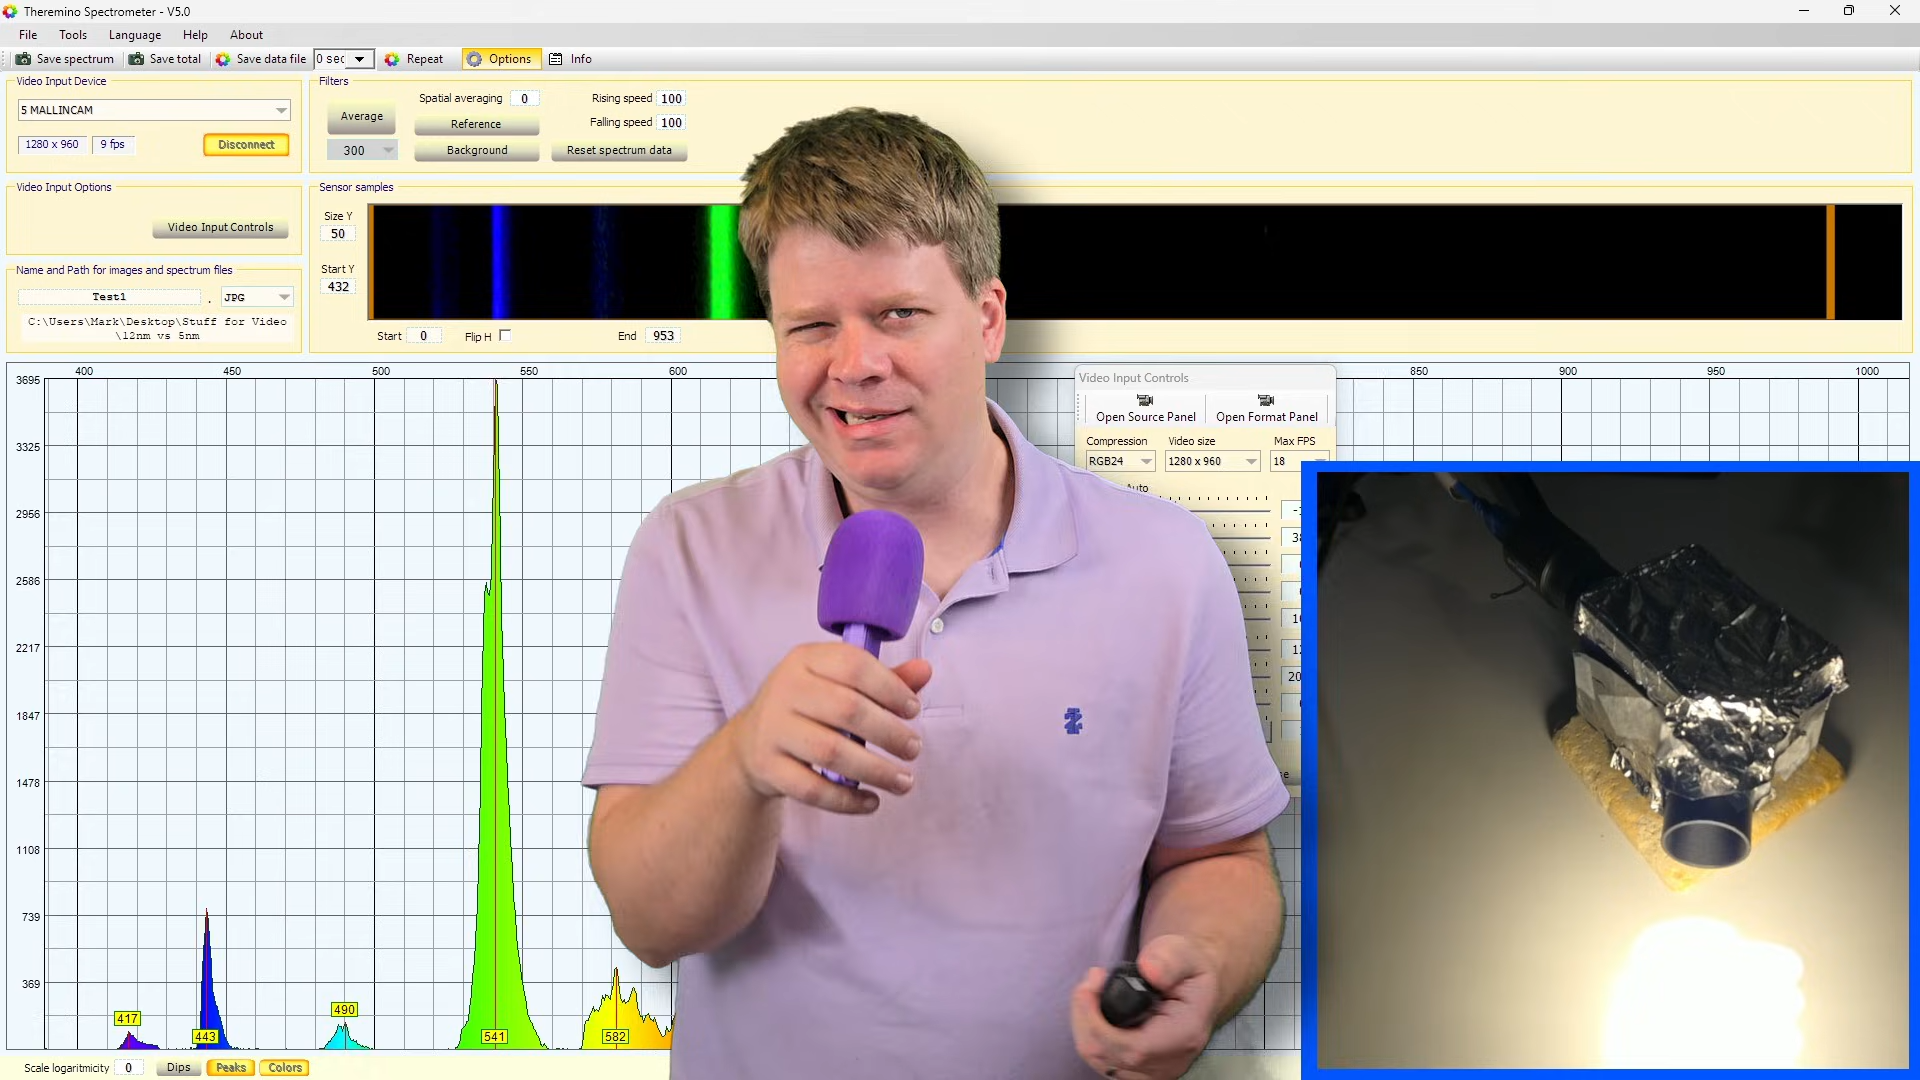 Theremino Spectrometer - V5.0
File Tools Language Help About
Save spectrum Save total Save data file 0 sec Repeat Options Info
Video Input Device
5 MALLINCAM
1280 x 960 9 fps Disconnect
Filters
Average
300
Spatial averaging 0
Reference
Background
Rising speed 100
Falling speed 100
Reset spectrum data
Video Input Options
Video Input Controls
Name and Path for images and spectrum files
Test1 . JPG
C:\Users\Mark\Desktop\Stuff for Video
\12nm vs 5nm
Sensor samples
Size Y
50
Start Y
432
Start 0 Flip H End 953
400 450 500 550 600 850 900 950 1000
3695
3325
2956
2586
2217
1847
1478
1108
739
369
417
443
490
541
582
Video Input Controls
Open Source Panel Open Format Panel
Compression Video size Max FPS
RGB24 1280 x 960 18
Auto
Scale logaritmicity 0 Dips Peaks Colors